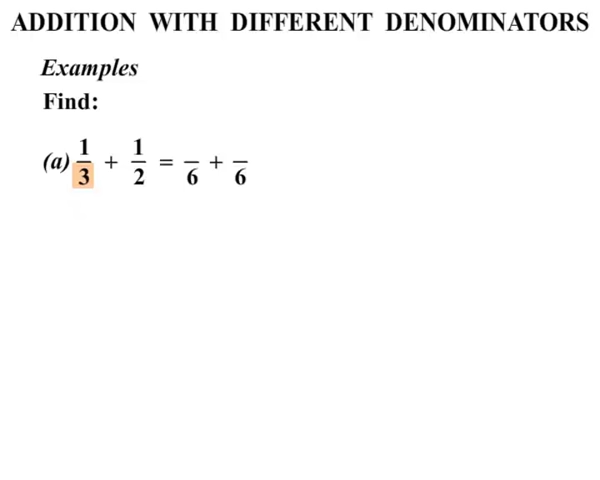 ADDITION WITH DIFFERENT DENOMINATORS
Examples
Find:
(a) 1/3 + 1/2 = /6 + /6